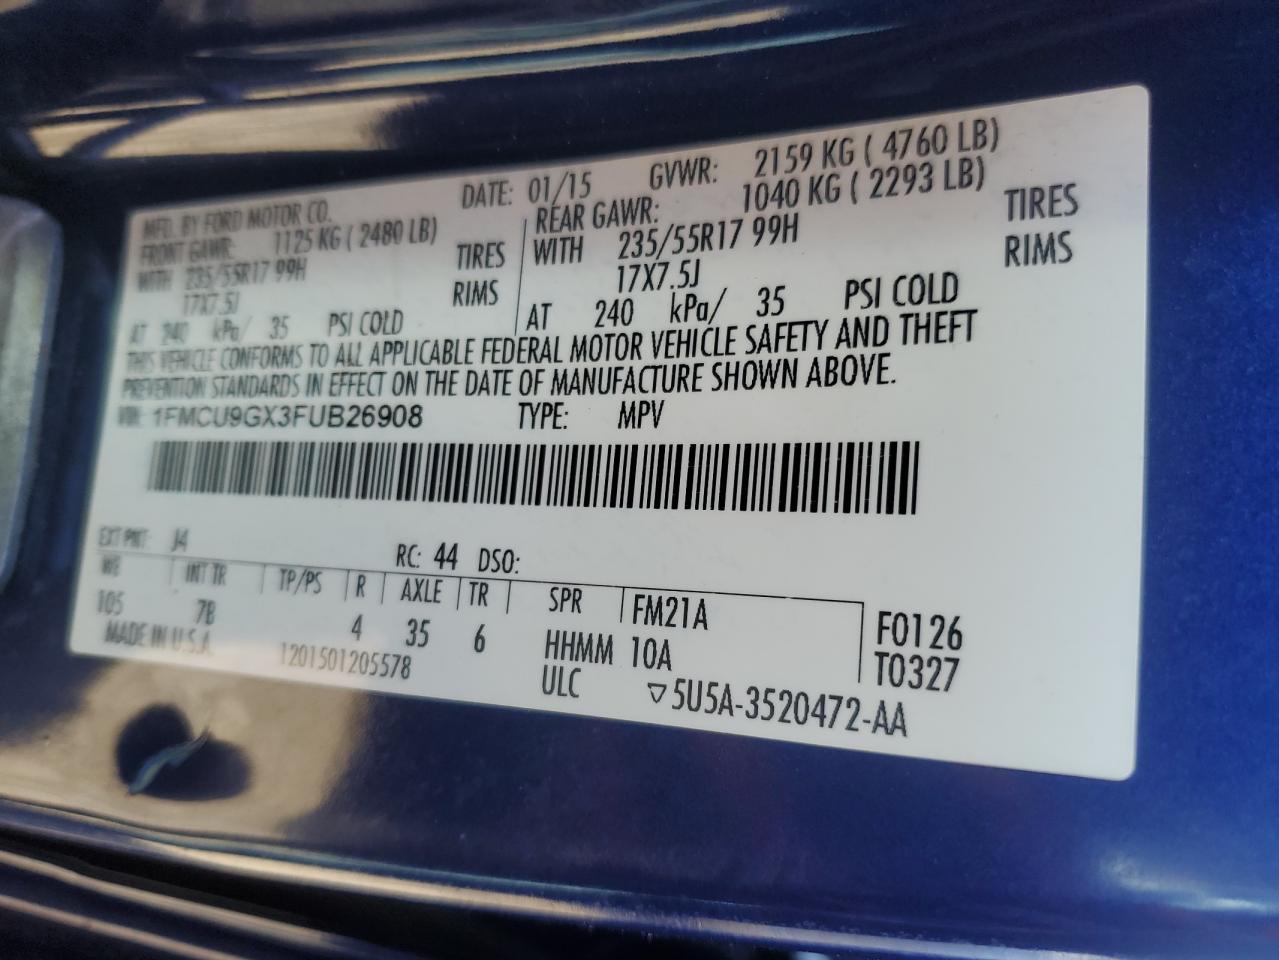 MFD. BY FORD MOTOR CO. DATE: 01/15 GVWR: 2159 KG ( 4760 LB)
FRONT GAWR: 1125 KG ( 2480 LB) REAR GAWR: 1040 KG ( 2293 LB)
WITH 235/55R17 99H TIRES WITH 235/55R17 99H TIRES
17X7.5J RIMS 17X7.5J RIMS
AT 240 kPa/ 35 PSI COLD AT 240 kPa/ 35 PSI COLD
THIS VEHICLE CONFORMS TO ALL APPLICABLE FEDERAL MOTOR VEHICLE SAFETY AND THEFT
PREVENTION STANDARDS IN EFFECT ON THE DATE OF MANUFACTURE SHOWN ABOVE.
VIN: 1FMCU9GX3FUB26908 TYPE: MPV
EXT PNT: J4 RC: 44 DSO:
WB INT TR TP/PS R AXLE TR SPR FM21A F0126
105 7B 4 35 6 HHMM 10A T0327
MADE IN U.S.A. 1201501205578 ULC ▽5U5A-3520472-AA